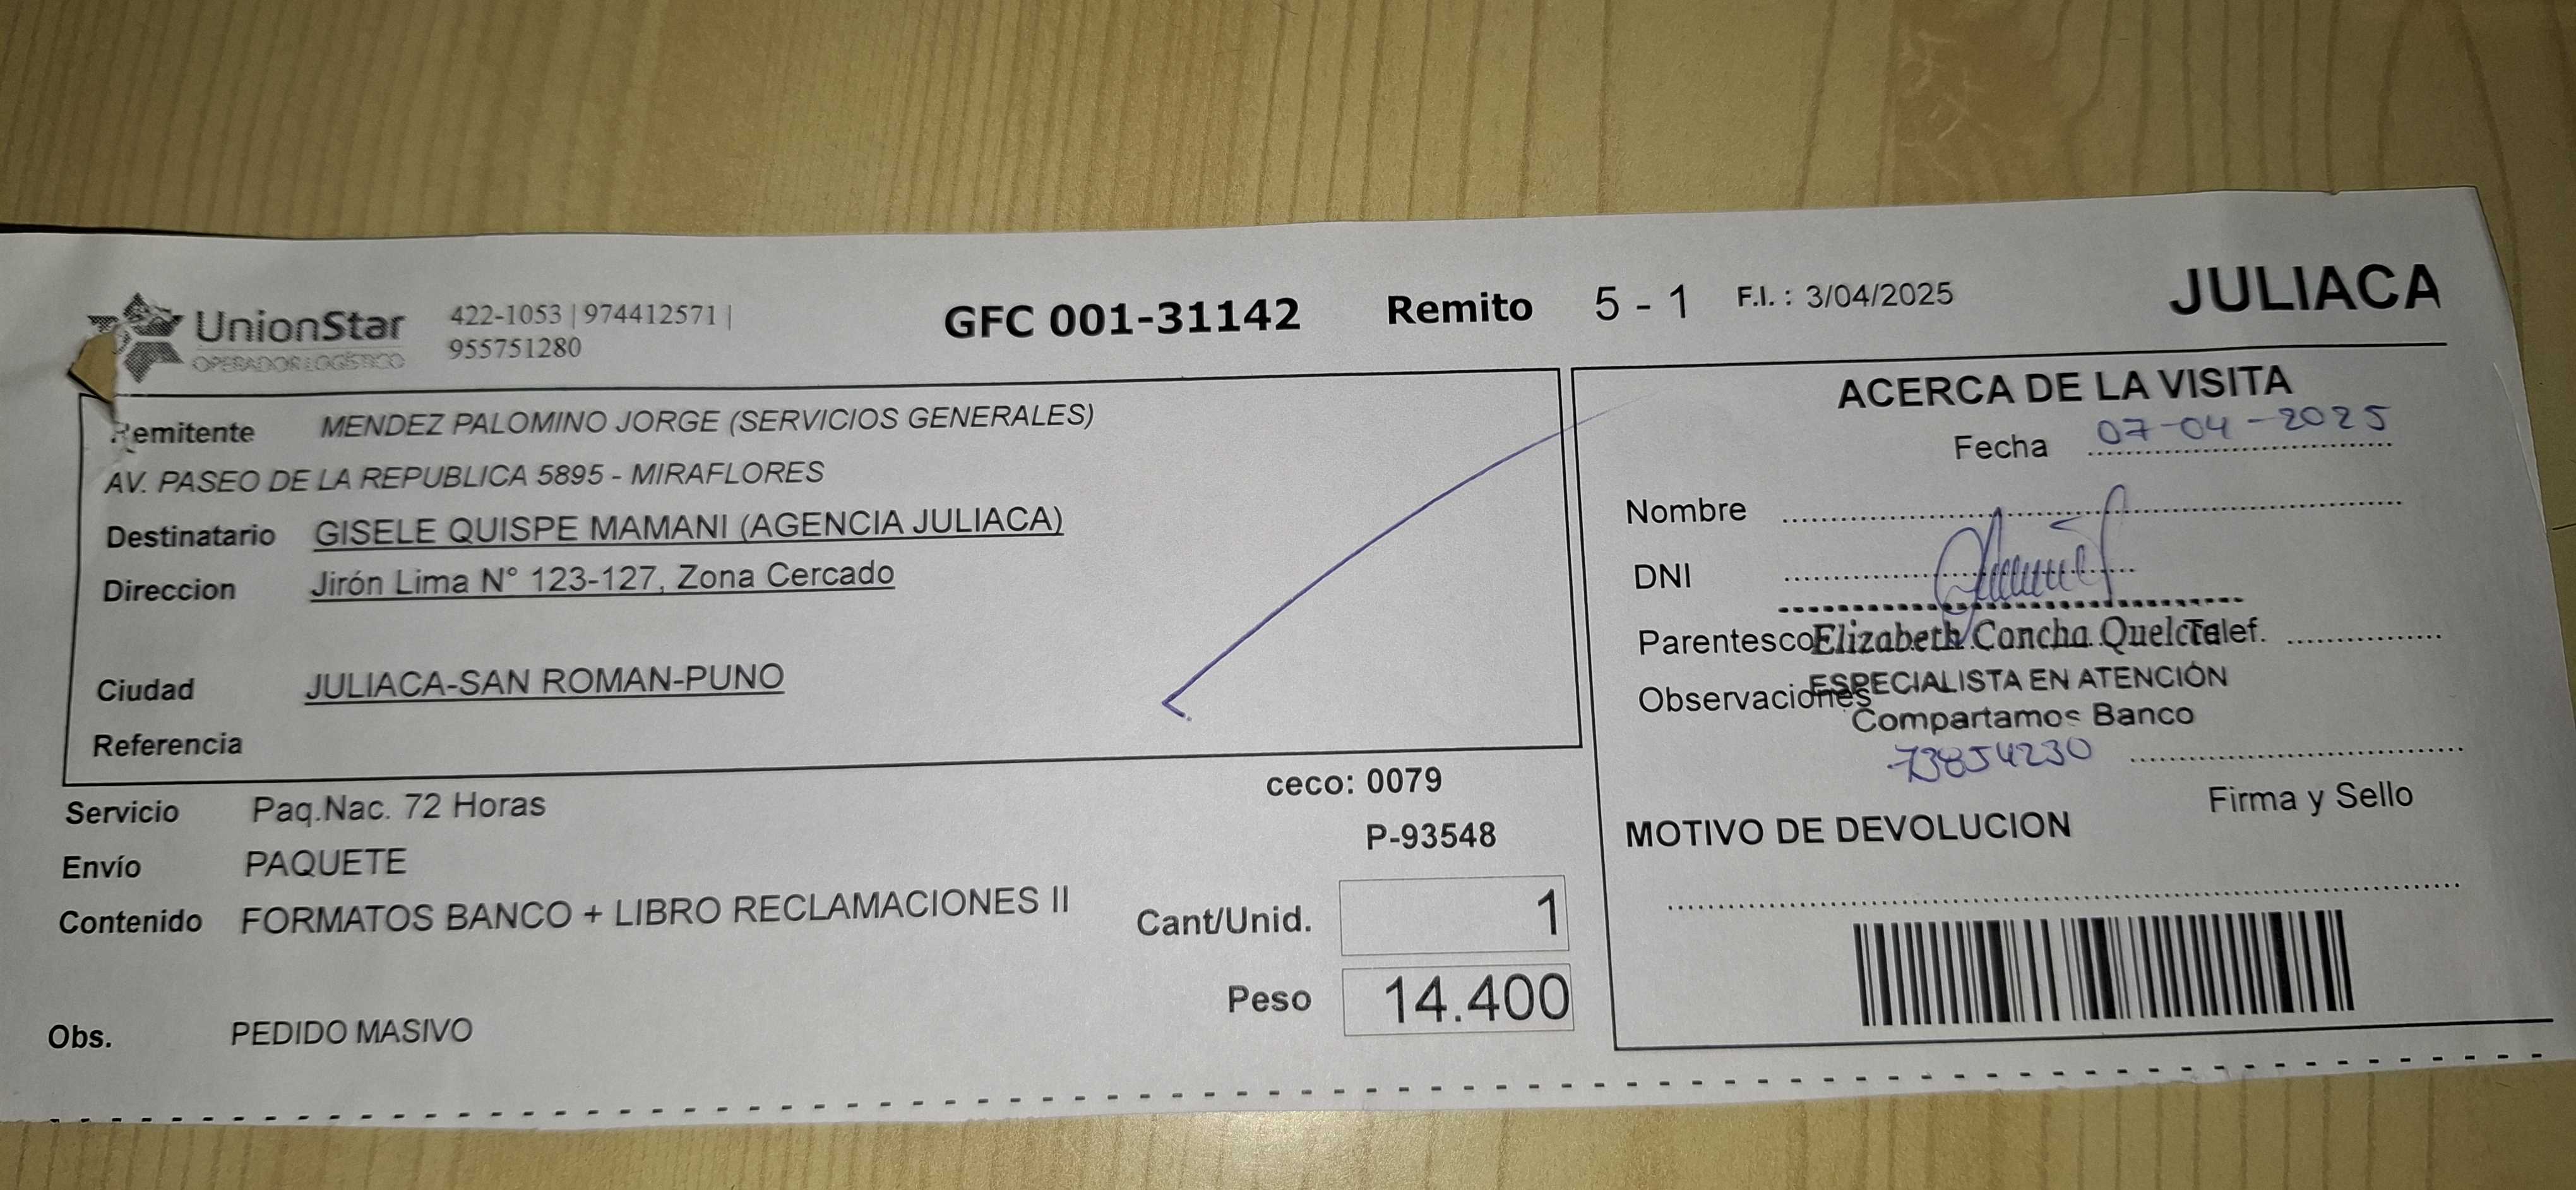 UnionStar
OPERADOR LOGÍSTICO
422-1053 | 974412571 |
955751280
GFC 001-31142 Remito 5 - 1 F.I. : 3/04/2025 JULIACA
Remitente MENDEZ PALOMINO JORGE (SERVICIOS GENERALES)
AV. PASEO DE LA REPUBLICA 5895 - MIRAFLORES
Destinatario GISELE QUISPE MAMANI (AGENCIA JULIACA)
Direccion Jirón Lima N° 123-127, Zona Cercado
Ciudad JULIACA-SAN ROMAN-PUNO
Referencia
Servicio Paq.Nac. 72 Horas
ceco: 0079
Envío PAQUETE
P-93548
Contenido FORMATOS BANCO + LIBRO RECLAMACIONES II
Cant/Unid. 1
Peso 14.400
Obs. PEDIDO MASIVO
ACERCA DE LA VISITA
Fecha 07-04-2025
Nombre
DNI
Parentesco Elizabeth Concha Telef.
Observaciones ESPECIALISTA EN ATENCIÓN
Compartamos Banco
73854230
Firma y Sello
MOTIVO DE DEVOLUCION